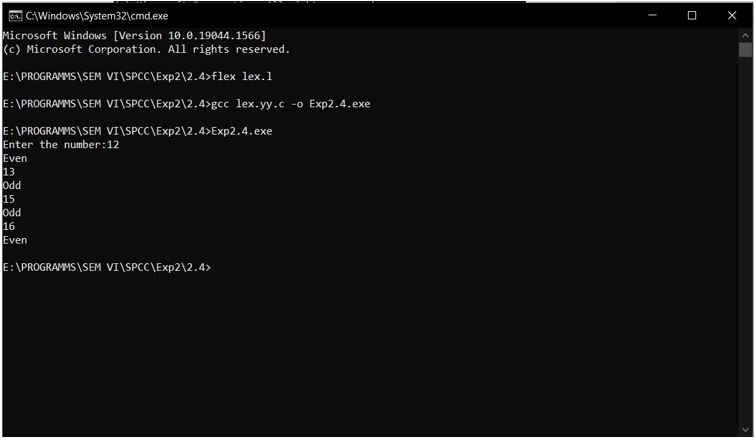 C:\Windows\System32\cmd.exe
Microsoft Windows [Version 10.0.19044.1566]
(c) Microsoft Corporation. All rights reserved.
E:\PROGRAMMS\SEM VI\SPCC\Exp2\2.4>flex lex.l
E:\PROGRAMMS\SEM VI\SPCC\Exp2\2.4>gcc lex.yy.c -o Exp2.4.exe
E:\PROGRAMMS\SEM VI\SPCC\Exp2\2.4>Exp2.4.exe
Enter the number:12
Even
13
Odd
15
Odd
16
Even
E:\PROGRAMMS\SEM VI\SPCC\Exp2\2.4>